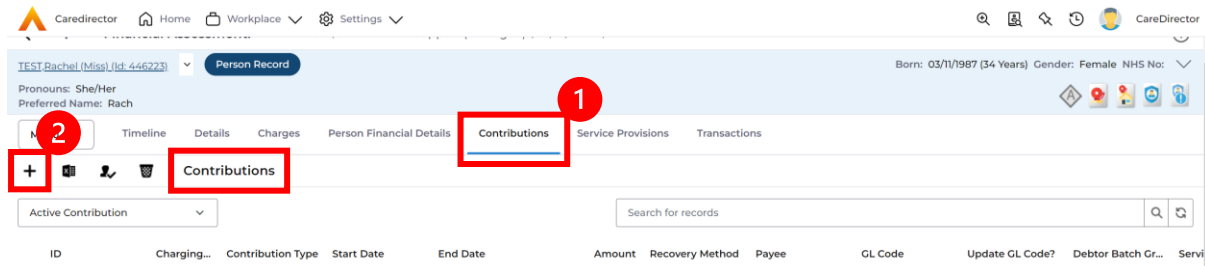 Caredirector Home Workplace Settings CareDirector
TEST,Rachel (Miss) (Id: 446223) Person Record Born: 03/11/1987 (34 Years) Gender: Female NHS No:
Pronouns: She/Her
Preferred Name: Rach
1
2
Timeline Details Charges Person Financial Details Contributions Service Provisions Transactions
Contributions
Active Contribution Search for records
ID Charging... Contribution Type Start Date End Date Amount Recovery Method Payee GL Code Update GL Code? Debtor Batch Gr... Servi